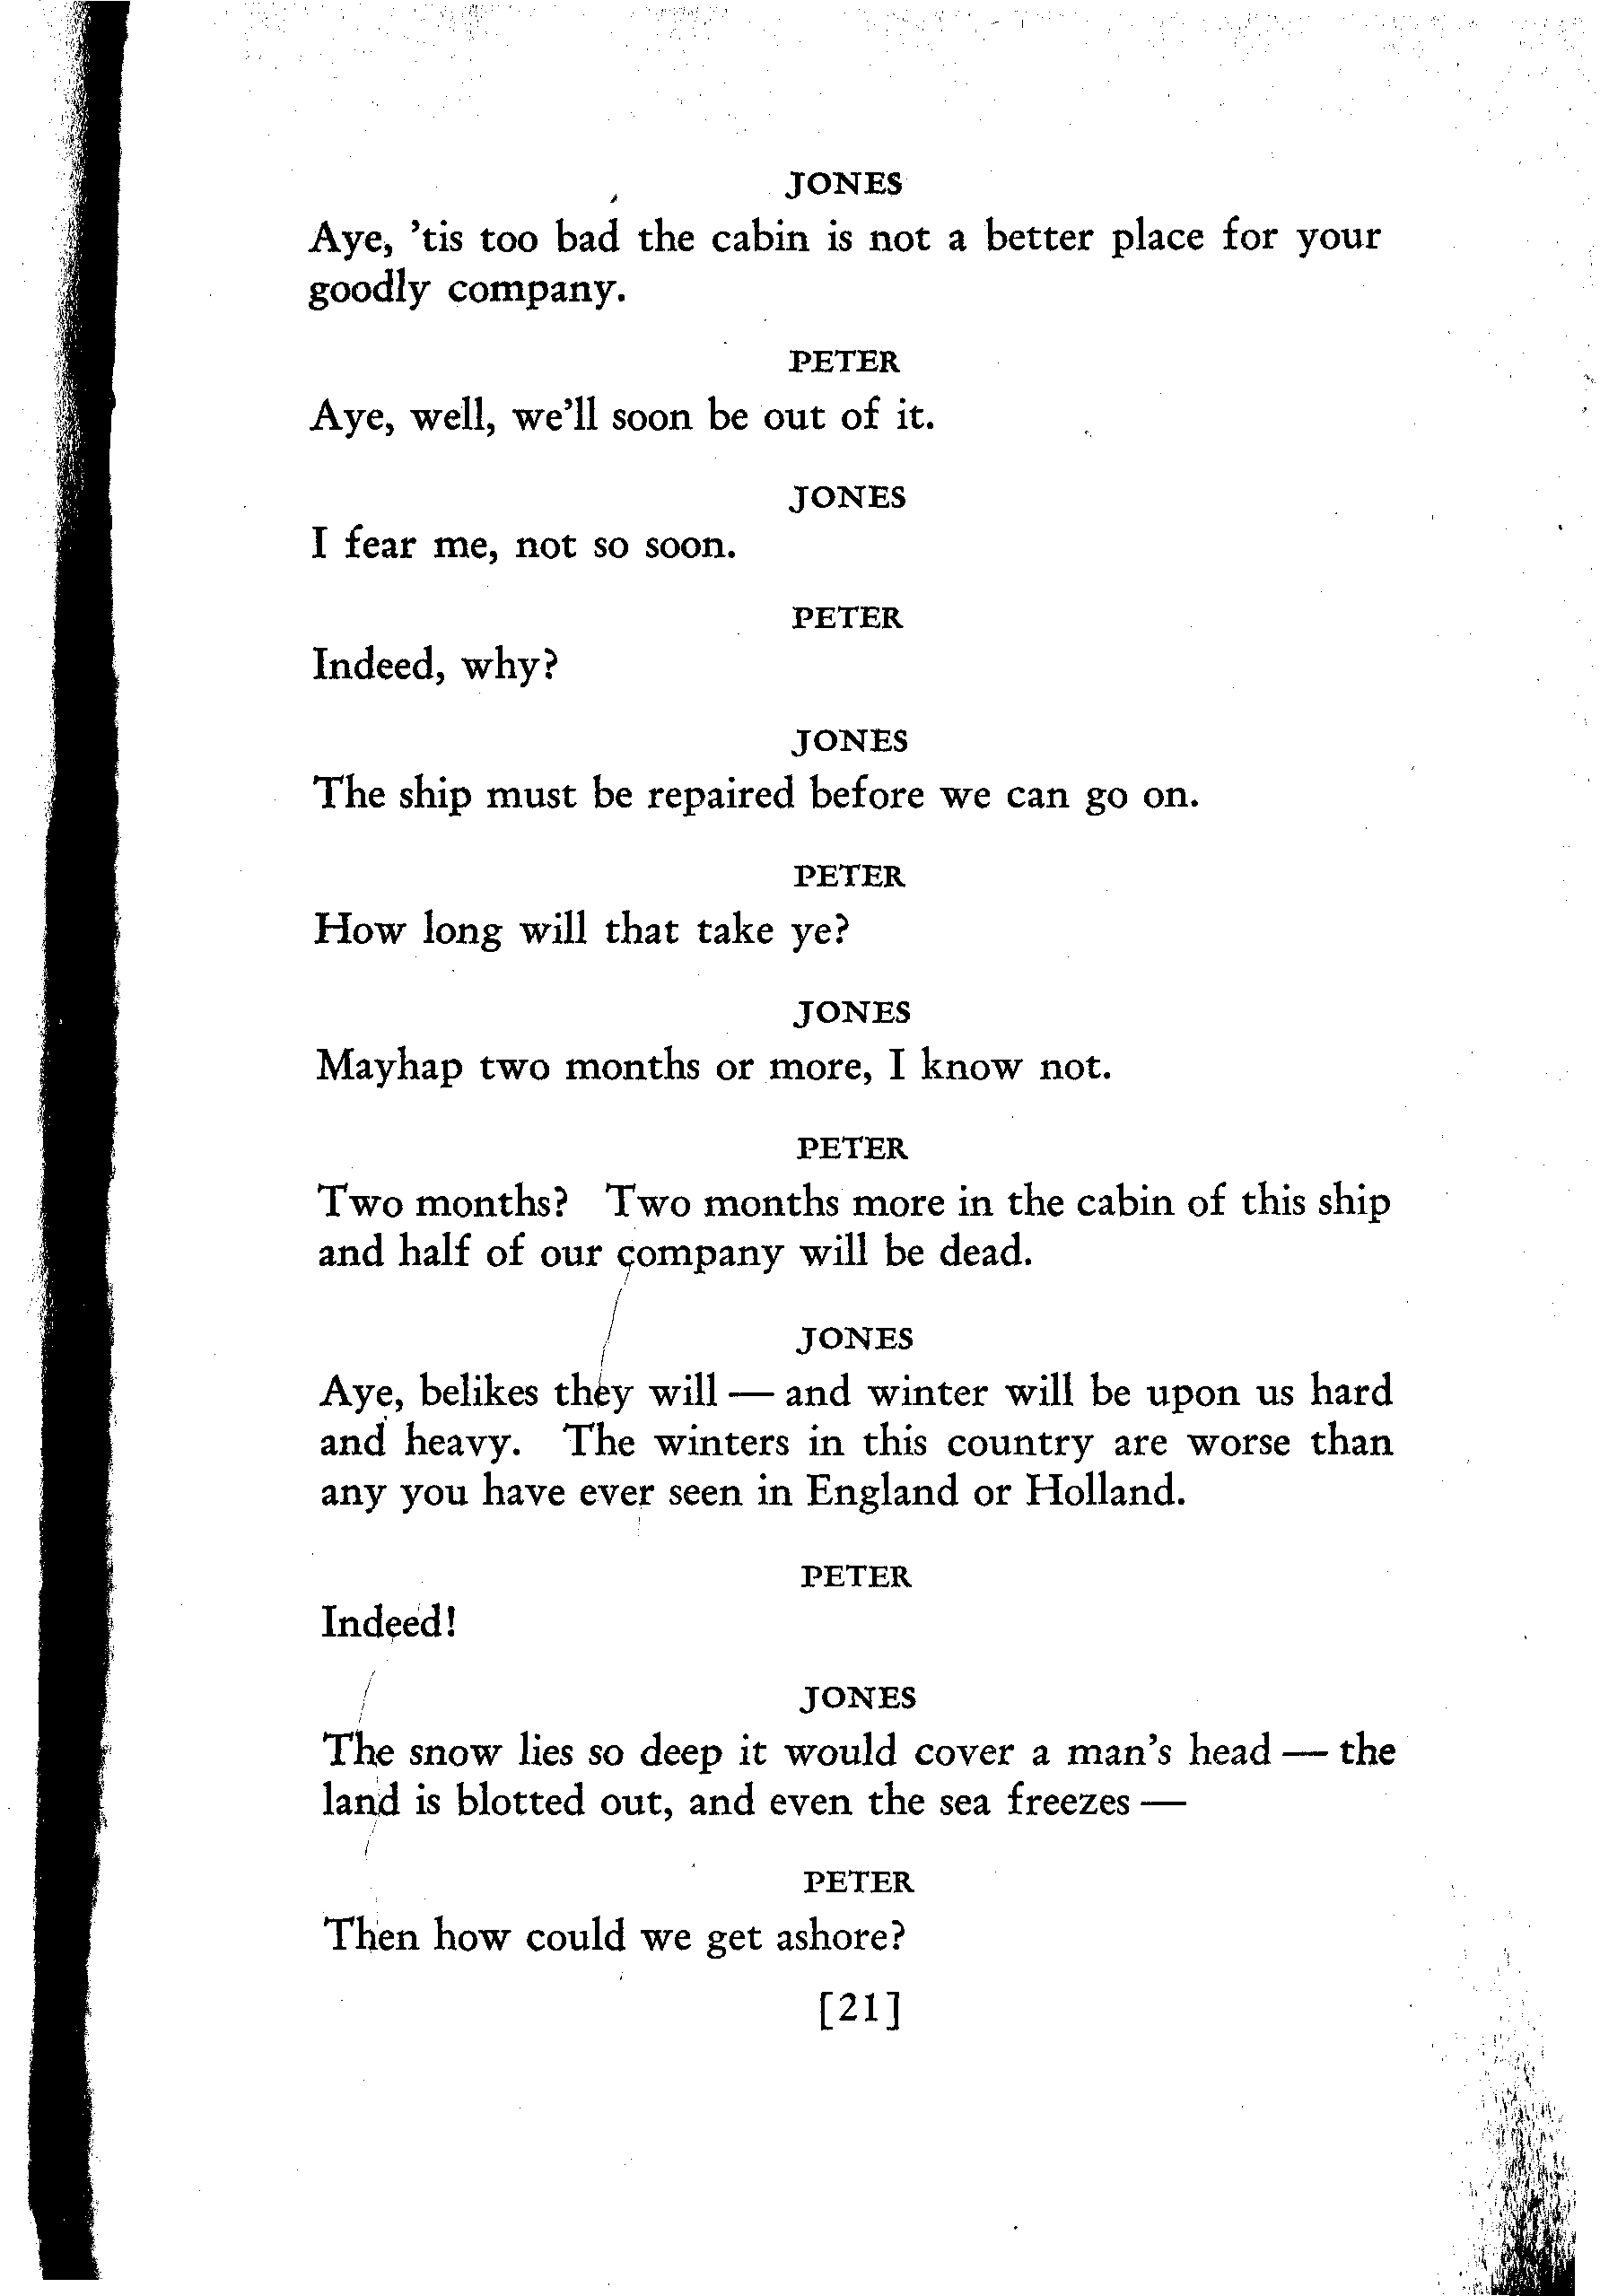 JONES
Aye, 'tis too bad the cabin is not a better place for your
goodly company.
PETER
Aye, well, we'll soon be out of it.
JONES
I fear me, not so soon.
PETER
Indeed, why?
JONES
The ship must be repaired before we can go on.
PETER
How long will that take ye?
JONES
Mayhap two months or more, I know not.
PETER
Two months? Two months more in the cabin of this ship
and half of our company will be dead.
JONES
Aye, belikes they will — and winter will be upon us hard
and heavy. The winters in this country are worse than
any you have ever seen in England or Holland.
PETER
Indeed!
JONES
The snow lies so deep it would cover a man's head — the
land is blotted out, and even the sea freezes —
PETER
Then how could we get ashore?
[21]